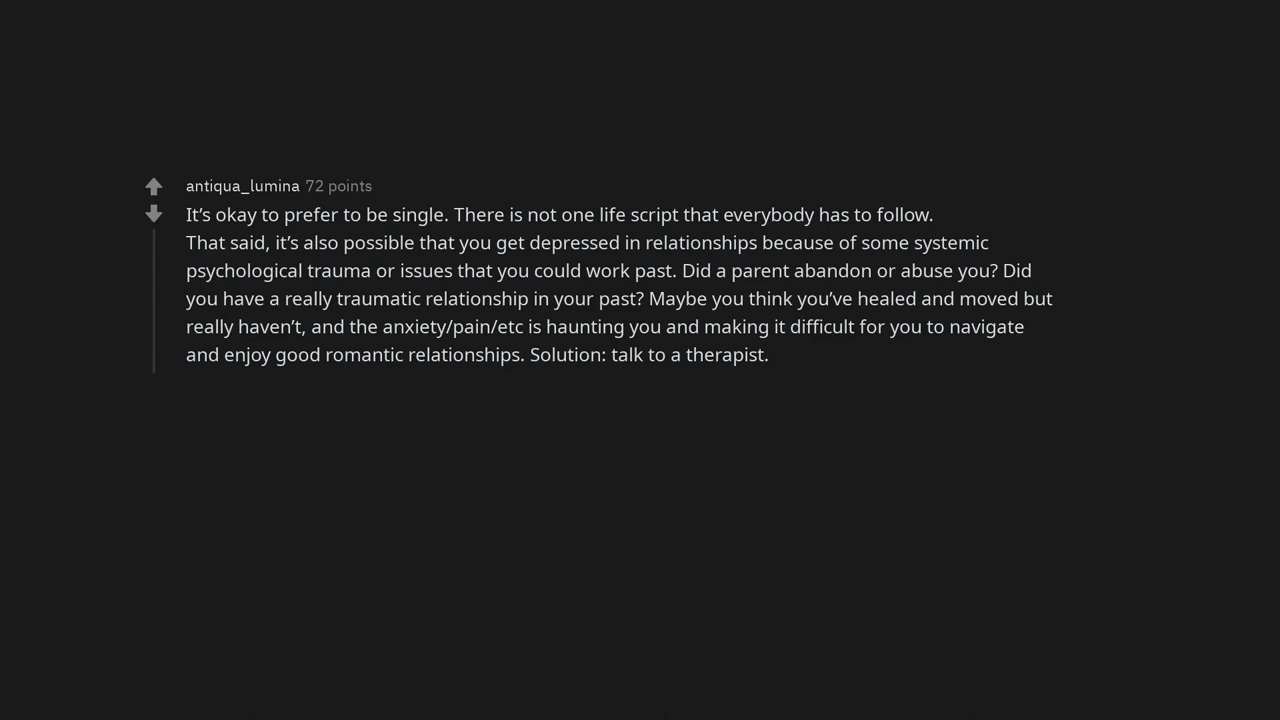 antiqua_lumina 72 points
It’s okay to prefer to be single. There is not one life script that everybody has to follow.
That said, it’s also possible that you get depressed in relationships because of some systemic
psychological trauma or issues that you could work past. Did a parent abandon or abuse you? Did
you have a really traumatic relationship in your past? Maybe you think you’ve healed and moved but
really haven’t, and the anxiety/pain/etc is haunting you and making it difficult for you to navigate
and enjoy good romantic relationships. Solution: talk to a therapist.